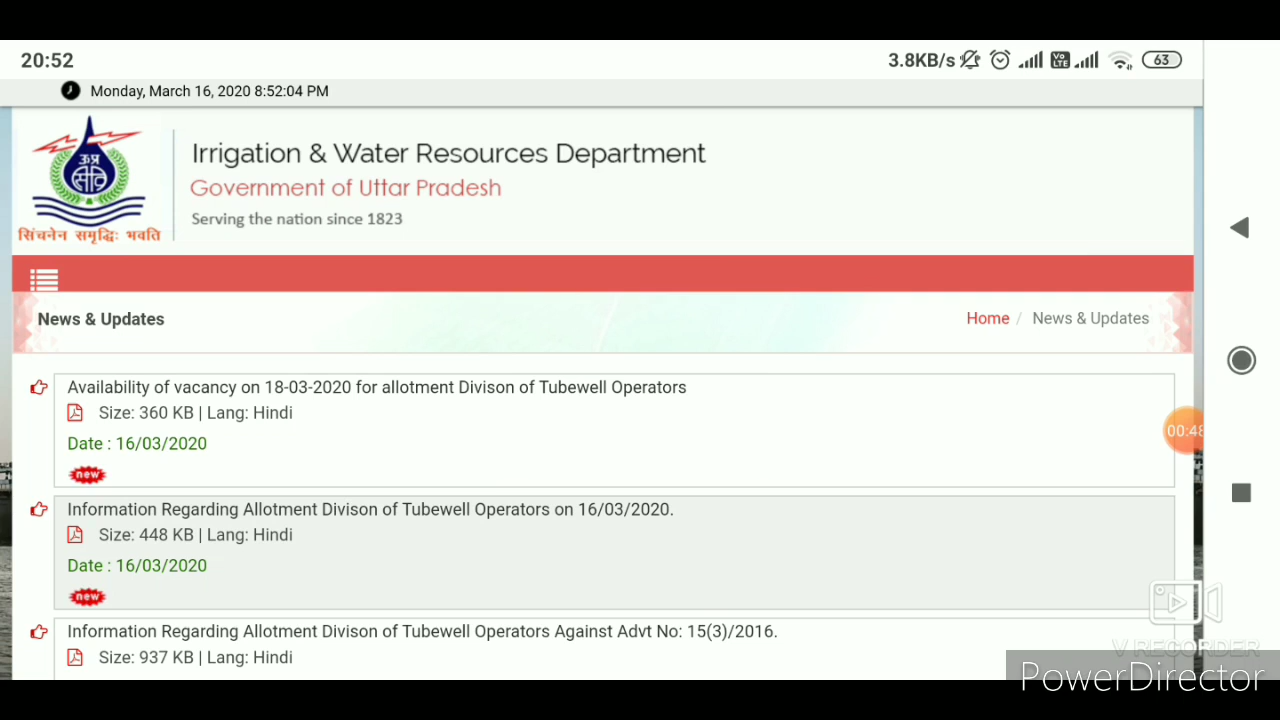 20:52
3.8KB/s
Vo LTE
63
Monday, March 16, 2020 8:52:04 PM
Irrigation & Water Resources Department
Government of Uttar Pradesh
Serving the nation since 1823
सिंचनेन समृद्धिः भवति
News & Updates
Home / News & Updates
Availability of vacancy on 18-03-2020 for allotment Divison of Tubewell Operators
Size: 360 KB | Lang: Hindi
Date : 16/03/2020
new
00:48
Information Regarding Allotment Divison of Tubewell Operators on 16/03/2020.
Size: 448 KB | Lang: Hindi
Date : 16/03/2020
new
Information Regarding Allotment Divison of Tubewell Operators Against Advt No: 15(3)/2016.
Size: 937 KB | Lang: Hindi
V RECORDER
PowerDirector